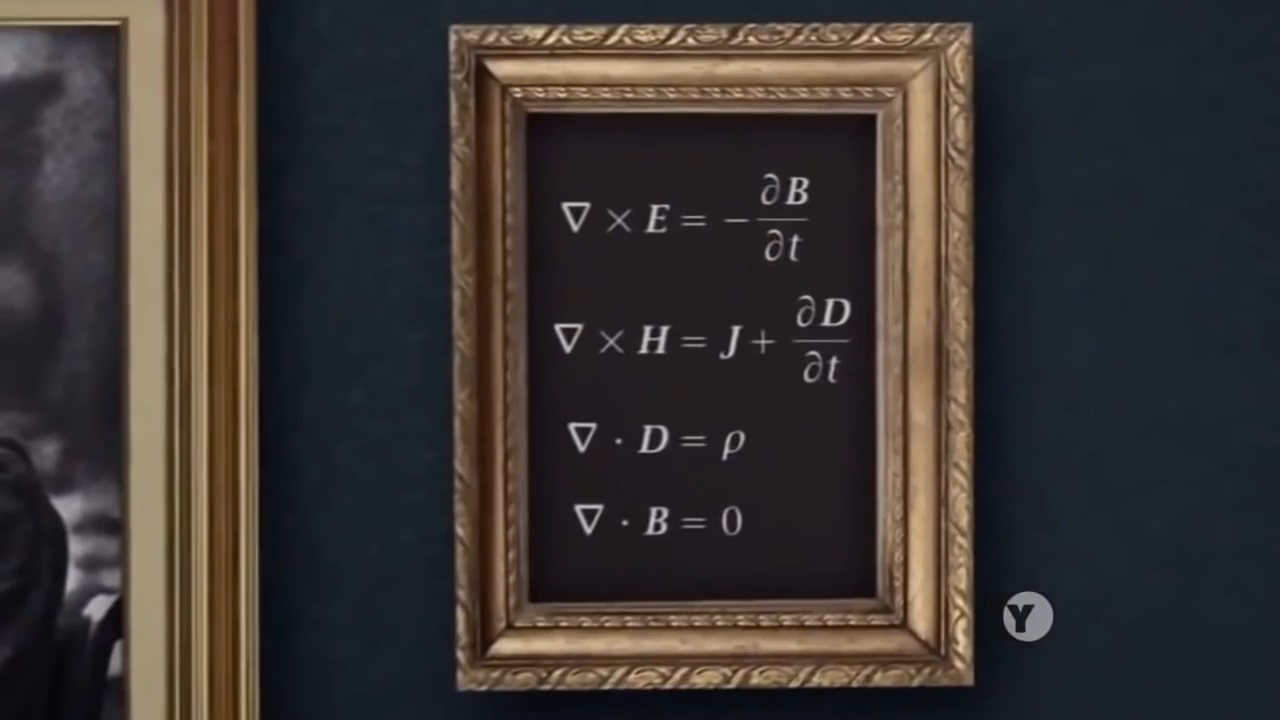 ∇ × E = −∂B/∂t
∇ × H = J + ∂D/∂t
∇ · D = ρ
∇ · B = 0
Y